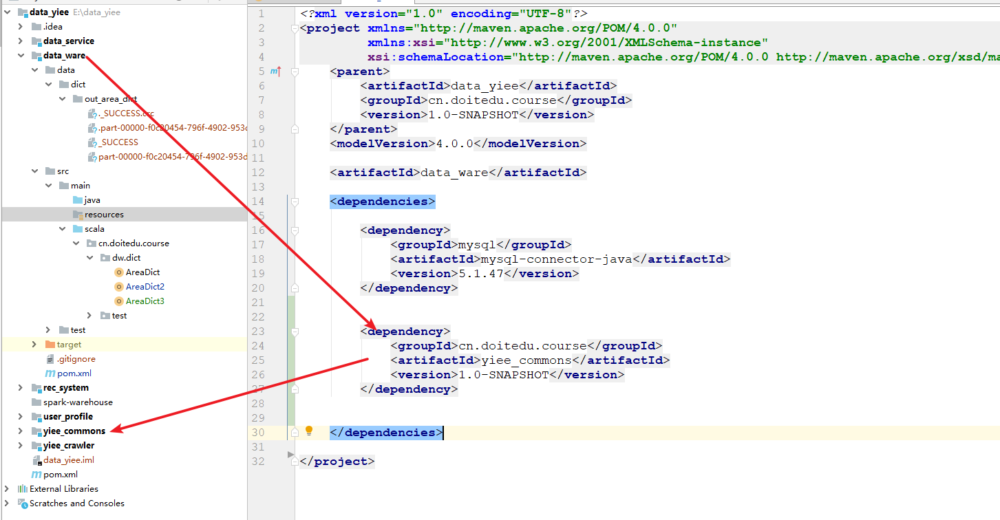 data_yiee E:\data_yiee
.idea
data_service
data_ware
data
dict
out_area_dict
._SUCCESS.crc
.part-00000-f0c20454-796f-4902-953
_SUCCESS
part-00000-f0c20454-796f-4902-953d
src
main
java
resources
scala
cn.doitedu.course
dw.dict
AreaDict
AreaDict2
AreaDict3
test
test
target
.gitignore
pom.xml
rec_system
spark-warehouse
user_profile
yiee_commons
yiee_crawler
data_yiee.iml
pom.xml
External Libraries
Scratches and Consoles
1 <?xml version="1.0" encoding="UTF-8"?>
2 <project xmlns="http://maven.apache.org/POM/4.0.0"
3 xmlns:xsi="http://www.w3.org/2001/XMLSchema-instance"
4 xsi:schemaLocation="http://maven.apache.org/POM/4.0.0 http://maven.apache.org/xsd/ma
5 <parent>
6 <artifactId>data_yiee</artifactId>
7 <groupId>cn.doitedu.course</groupId>
8 <version>1.0-SNAPSHOT</version>
9 </parent>
10 <modelVersion>4.0.0</modelVersion>
11
12 <artifactId>data_ware</artifactId>
13
14 <dependencies>
15
16 <dependency>
17 <groupId>mysql</groupId>
18 <artifactId>mysql-connector-java</artifactId>
19 <version>5.1.47</version>
20 </dependency>
21
22
23 <dependency>
24 <groupId>cn.doitedu.course</groupId>
25 <artifactId>yiee_commons</artifactId>
26 <version>1.0-SNAPSHOT</version>
27 </dependency>
28
29
30 </dependencies>
31
32 </project>